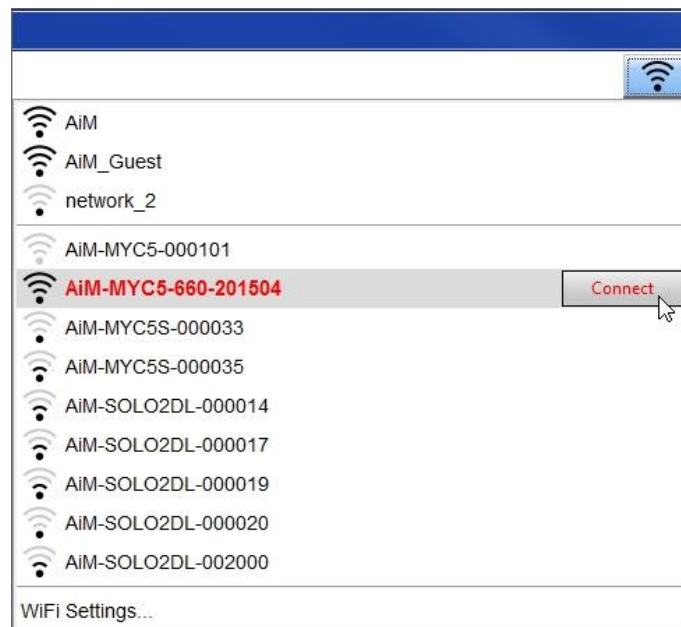 AiM
AiM_Guest
network_2
AiM-MYC5-000101
AiM-MYC5-660-201504
Connect
AiM-MYC5S-000033
AiM-MYC5S-000035
AiM-SOLO2DL-000014
AiM-SOLO2DL-000017
AiM-SOLO2DL-000019
AiM-SOLO2DL-000020
AiM-SOLO2DL-002000
WiFi Settings...